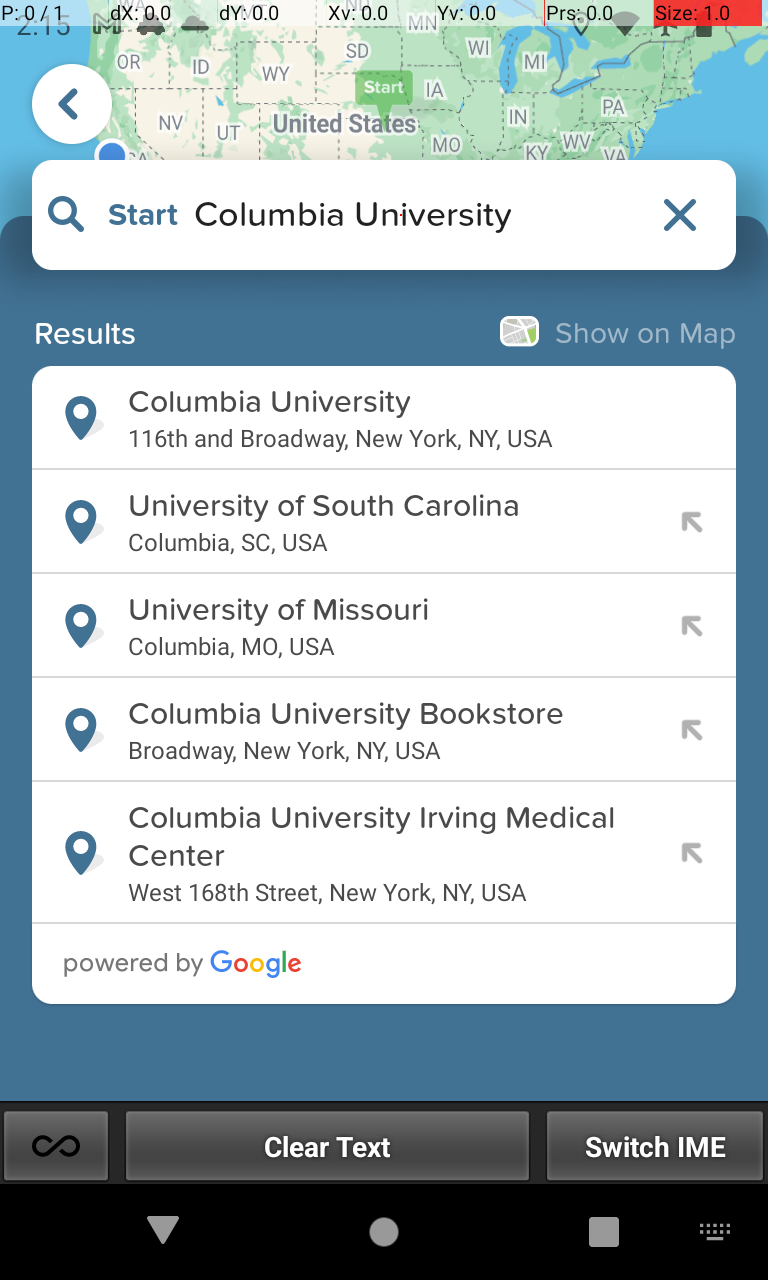 P: 0 / 1 dX: 0.0 dY: 0.0 Xv: 0.0 Yv: 0.0 Prs: 0.0 Size: 1.0
2:15
MN
OR ID WY SD WI MI
Start
IA PA
NV UT United States IN
MO WV
CA KY VA
Start Columbia University
Results Show on Map
Columbia University
116th and Broadway, New York, NY, USA
University of South Carolina
Columbia, SC, USA
University of Missouri
Columbia, MO, USA
Columbia University Bookstore
Broadway, New York, NY, USA
Columbia University Irving Medical
Center
West 168th Street, New York, NY, USA
powered by Google
Clear Text Switch IME